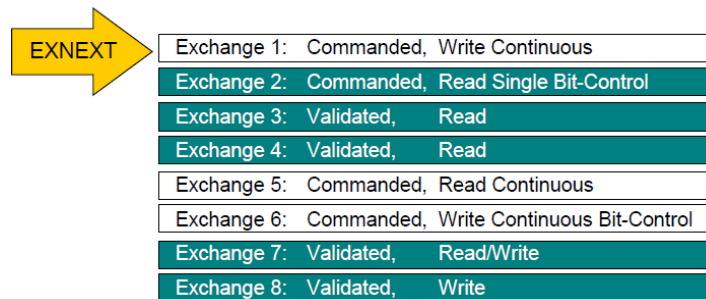 EXNEXT
Exchange 1: Commanded, Write Continuous
Exchange 2: Commanded, Read Single Bit-Control
Exchange 3: Validated, Read
Exchange 4: Validated, Read
Exchange 5: Commanded, Read Continuous
Exchange 6: Commanded, Write Continuous Bit-Control
Exchange 7: Validated, Read/Write
Exchange 8: Validated, Write